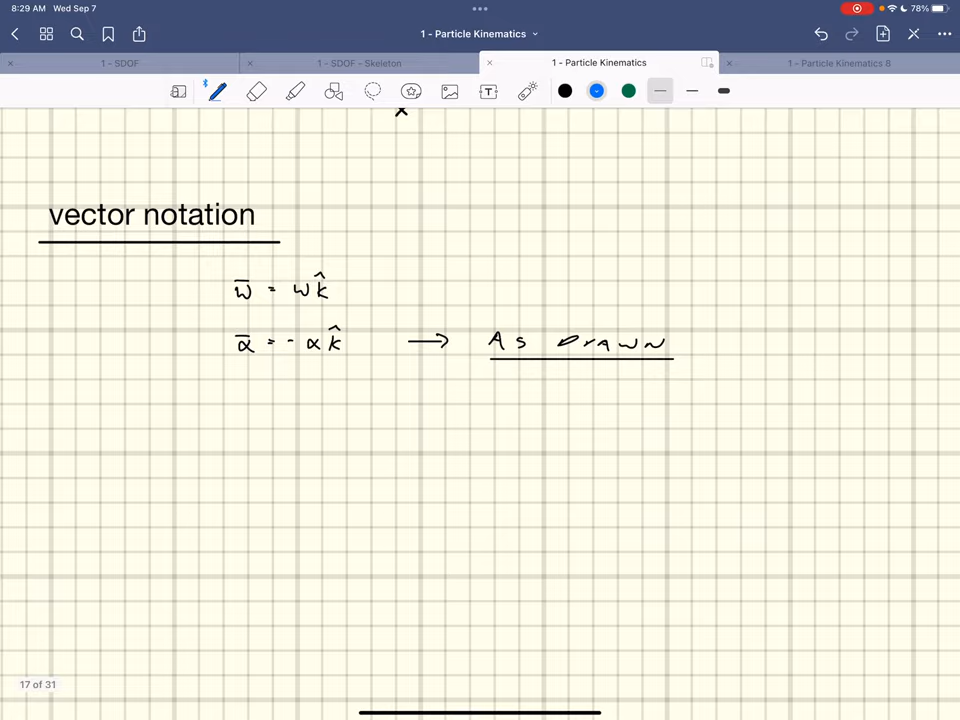 8:29 AM Wed Sep 7
78%
1 - Particle Kinematics
1 - SDOF
1 - SDOF - Skeleton
1 - Particle Kinematics
1 - Particle Kinematics 8
x
vector notation
ω̅ = ω k̂
α̅ = - α k̂ → As Drawn
17 of 31